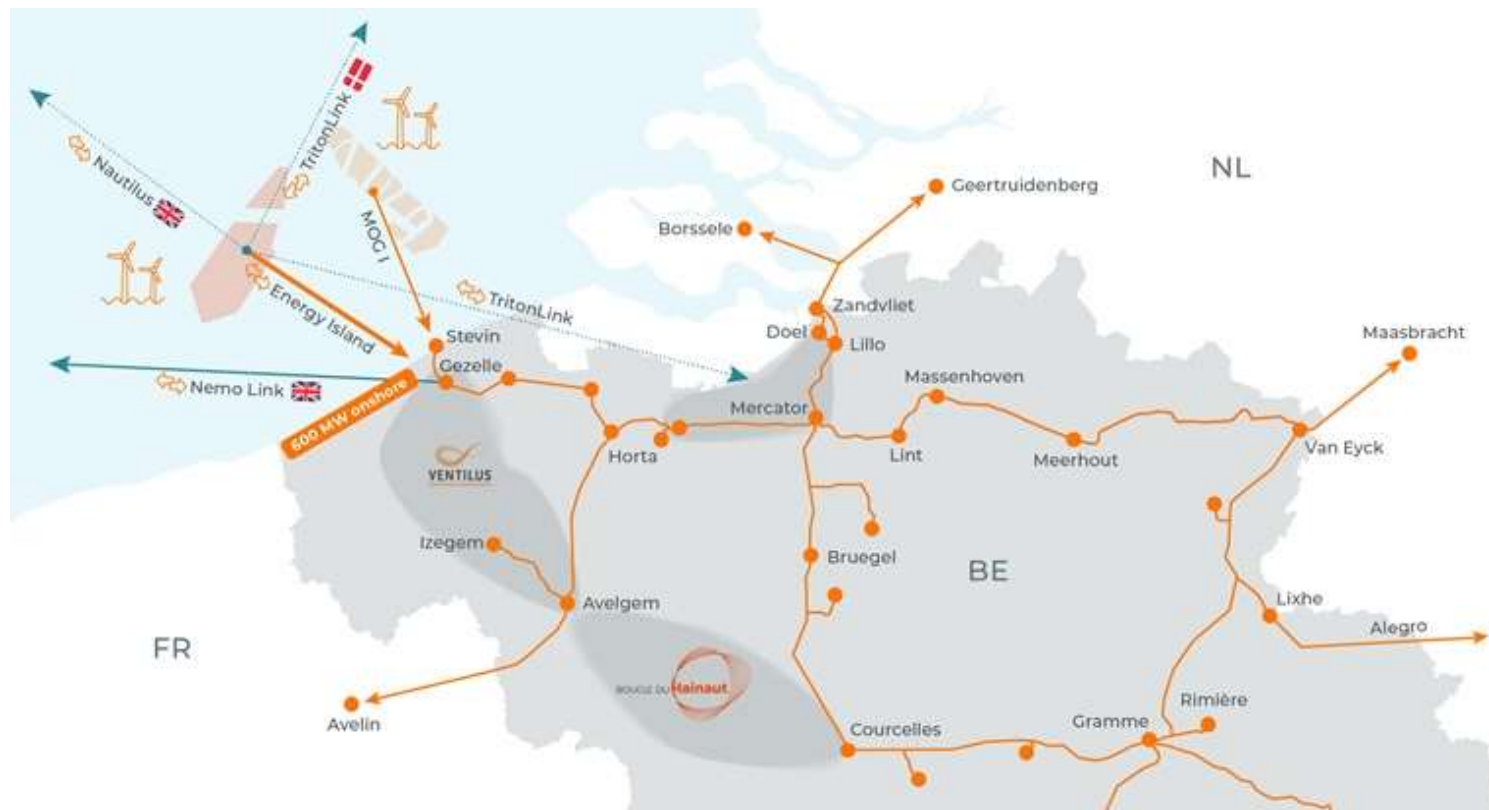 TritonLink
Nautilus
MOG I
Energy Island
TritonLink
NL
Geertruidenberg
Borssele
Zandvliet
Doel
Lillo
Stevin
Gezelle
Nemo Link
600 MW onshore
Maasbracht
Massenhoven
Mercator
Horta
Lint
Meerhout
Van Eyck
VENTILUS
Izegem
Bruegel
BE
Avelgem
Lixhe
Alegro
FR
BOUCLE DU Hainaut
Avelin
Courcelles
Gramme
Rimière